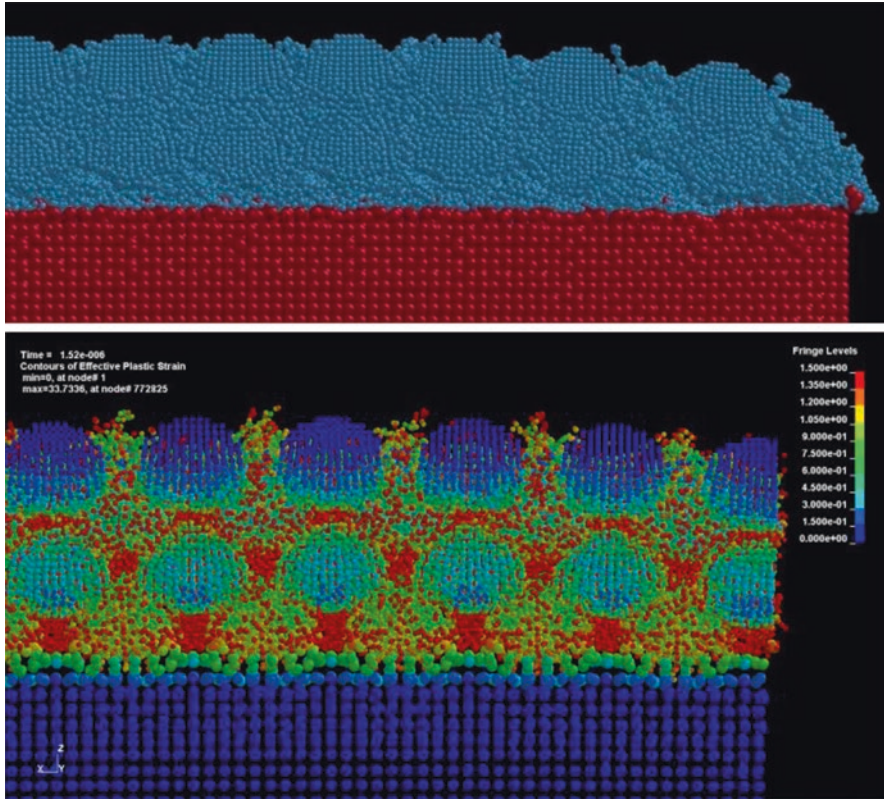 Time = 1.52e-006
Contours of Effective Plastic Strain
min=0, at node# 1
max=33.7336, at node# 772825
Fringe Levels
1.500e+00
1.350e+00
1.200e+00
1.050e+00
9.000e-01
7.500e-01
6.000e-01
4.500e-01
3.000e-01
1.500e-01
0.000e+00
Z
X Y